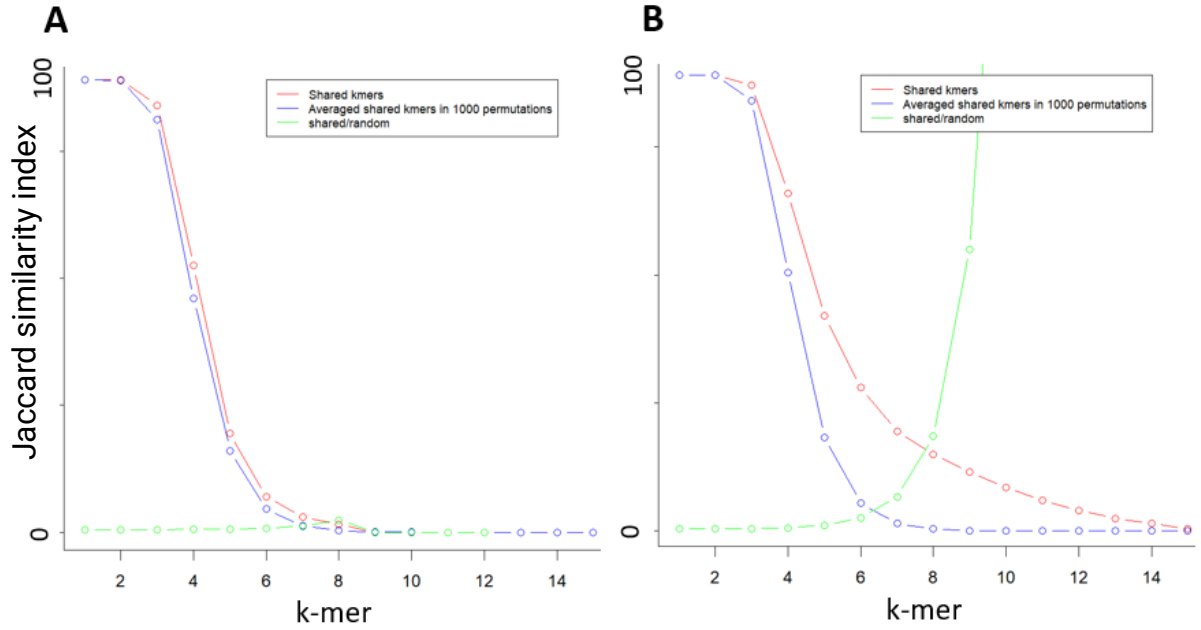 A
100
0
Jaccard similarity index
Shared kmers
Averaged shared kmers in 1000 permutations
shared/random
2 4 6 8 10 12 14
k-mer
B
100
0
Shared kmers
Averaged shared kmers in 1000 permutations
shared/random
2 4 6 8 10 12 14
k-mer